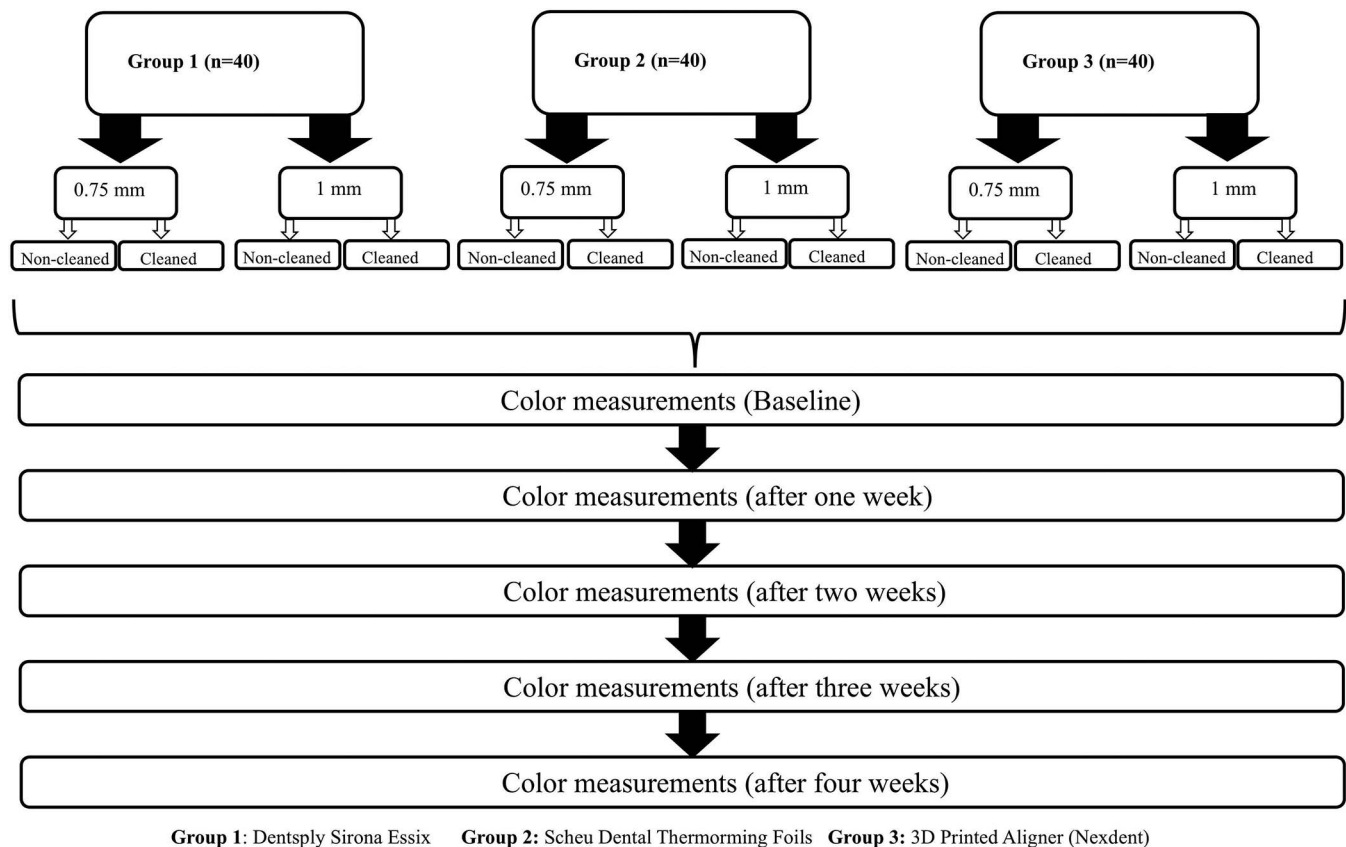 Group 1 (n=40) Group 2 (n=40) Group 3 (n=40)
0.75 mm 1 mm 0.75 mm 1 mm 0.75 mm 1 mm
Non-cleaned Cleaned Non-cleaned Cleaned Non-cleaned Cleaned Non-cleaned Cleaned Non-cleaned Cleaned Non-cleaned Cleaned
Color measurements (Baseline)
Color measurements (after one week)
Color measurements (after two weeks)
Color measurements (after three weeks)
Color measurements (after four weeks)
Group 1: Dentsply Sirona Essix Group 2: Scheu Dental Thermorming Foils Group 3: 3D Printed Aligner (Nexdent)